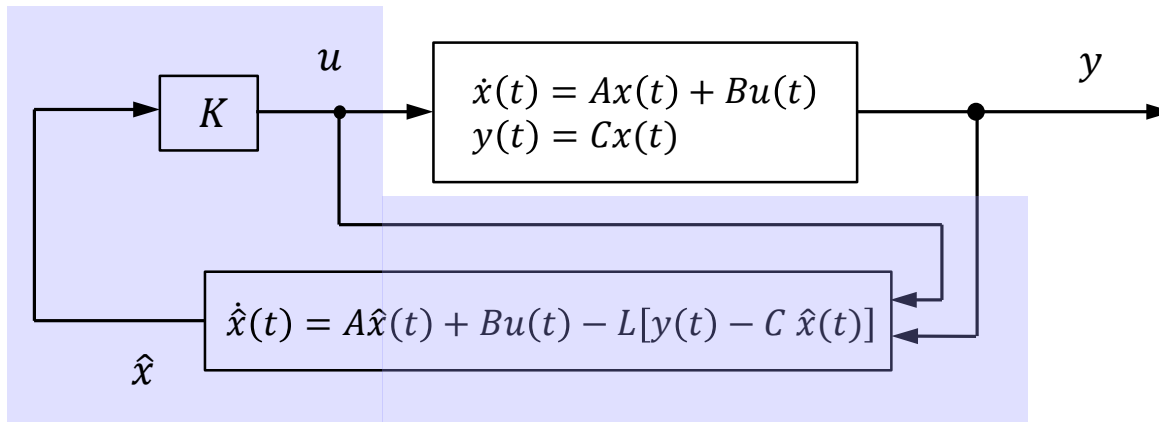 u
y
K
ẋ(t) = Ax(t) + Bu(t)
y(t) = Cx(t)
x̂̇(t) = Ax̂(t) + Bu(t) − L[y(t) − C x̂(t)]
x̂